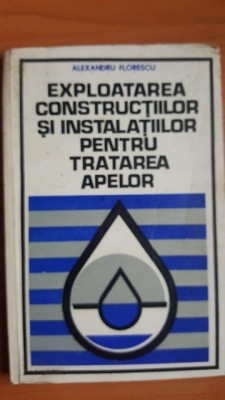 ALEXANDRU FLORESCU
EXPLOATAREA
CONSTRUCȚIILOR
ȘI INSTALAȚIILOR
PENTRU
TRATAREA
APELOR